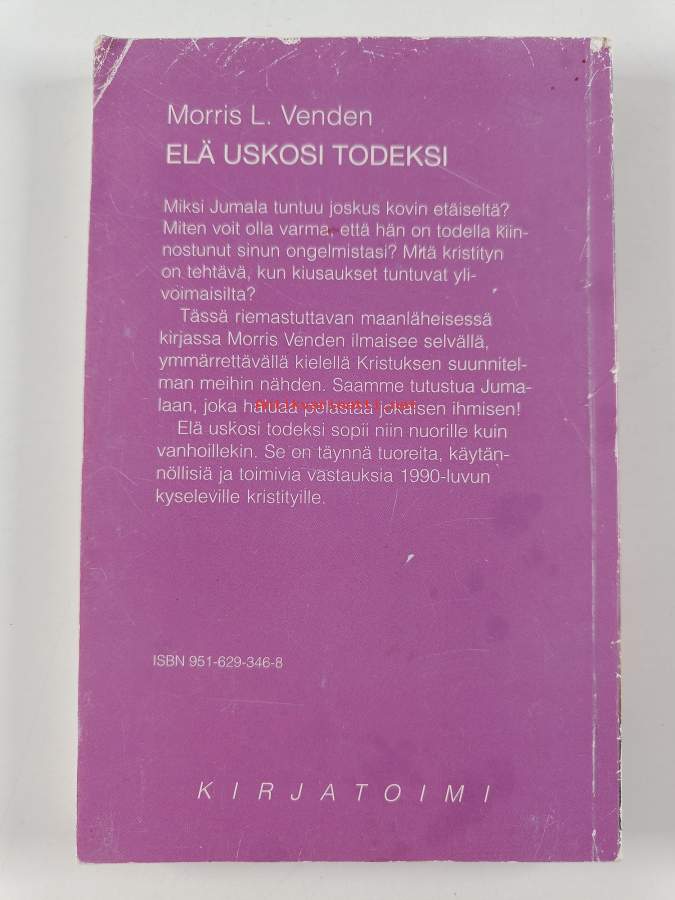 Morris L. Venden
ELÄ USKOSI TODEKSI
Miksi Jumala tuntuu joskus kovin etäiseltä?
Miten voit olla varma, että hän on todella kiin-
nostunut sinun ongelmistasi? Mitä kristityn
on tehtävä, kun kiusaukset tuntuvat yli-
voimaisilta?
Tässä riemastuttavan maanläheisessä
kirjassa Morris Venden ilmaisee selvällä,
ymmärrettävällä kielellä Kristuksen suunnitel-
man meihin nähden. Saamme tutustua Juma-
laan, joka haluaa pelastaa jokaisen ihmisen!
Elä uskosi todeksi sopii niin nuorille kuin
vanhoillekin. Se on täynnä tuoreita, käytän-
nöllisiä ja toimivia vastauksia 1990-luvun
kyseleville kristityille.
ISBN 951-629-346-8
KIRJATOIMI